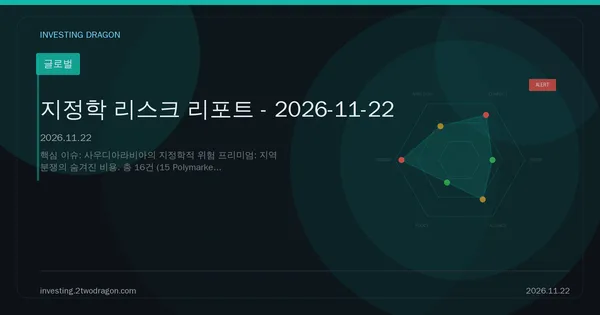 INVESTING DRAGON
글로벌
ALERT
지정학 리스크 리포트 - 2026-11-22
2026.11.22
핵심 이슈: 사우디아라비아의 지정학적 위험 프리미엄: 지역
분쟁의 숨겨진 비용. 총 16건 (15 Polymarke...
investing.2twodragon.com
2026.11.22